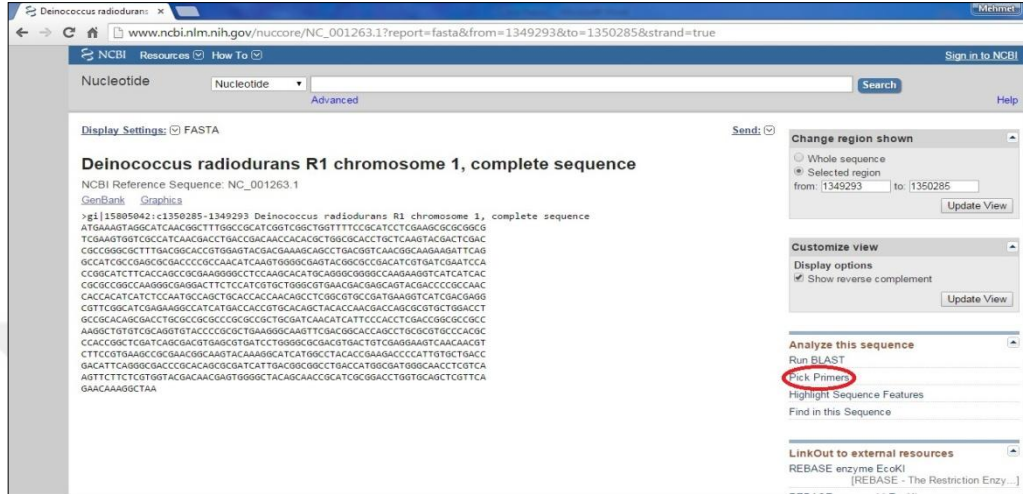 Deinococcus radiodurans ×
Mehmet
www.ncbi.nlm.nih.gov/nuccore/NC_001263.1?report=fasta&from=1349293&to=1350285&strand=true
NCBI Resources How To
Sign in to NCBI
Nucleotide
Nucleotide
Search
Advanced
Help
Display Settings: FASTA
Send:
Deinococcus radiodurans R1 chromosome 1, complete sequence
NCBI Reference Sequence: NC_001263.1
GenBank Graphics
>gi|15805042:c1350285-1349293 Deinococcus radiodurans R1 chromosome 1, complete sequence
ATGAAAGTAGGCATCAACGGCTTTGGCCGCATCGGTCGGCTGGTTTTCCGCATCCTCGAAGCGCGCGGCG
TCGAAGTGGTCGCCATCAACGACCTGACCGACAACCACACGCTGGCGCACCTGCTCAAGTACGACTCGAC
CGCCGGGCGCTTTGACGGCACCGTGGAGTACGACGAAAGCAGCCTGACGGTCAACGGCAAGAAGATTCAG
GCCATCGCCGAGCGCGACCCCGCCAACATCAAGTGGGGCGAGTACGGCGCCGACATCGTGATCGAATCCA
CCGGCATCTTCACCAGCCGCGAAGGGGCCTCCAAGCACATGCAGGGCGGGGCCAAGAAGGTCATCATCAC
CGCGCCGGCCAAGGGCGAGGACTTCTCCATCGTGCTGGGCGTGAACGACGAGCAGTACGACCCCGCCAAC
CACCACATCATCTCCAATGCCAGCTGCACCACCAACAGCCTCGGCGTGCCGATGAAGGTCATCGACGAGG
CGTTCGGCATCGAGAAGGCCATCATGACCACCGTGCACAGCTACACCAACGACCAGCGCGTGCTGGACCT
GCCGCACAGCGACCTGCGCCGCGCCCGCGCCGCTGCGATCAACATCATTCCCACCTCGACCGGCGCCGCC
AAGGCTGTGTCGCAGGTGTACCCCGCGCTGAAGGGCAAGTTCGACGGCACCAGCCTGCGCGTGCCCACGC
CCACCGGCTCGATCAGCGACGTGAGCGTGATCCTGGGGCGCGACGTGACTGTCGAGGAAGTCAACAACGT
CTTCCGTGAAGCCGCGAACGGCAAGTACAAAGGCATCATGGCCTACACCGAAGACCCCATTGTGCTGACC
GACATTCAGGGCGACCCGCACAGCGCGATCATTGACGGCGGCCTGACCATGGCGATGGGCAACCTCGTCA
AGTTCTTCTCGTGGTACGACAACGAGTGGGGCTACAGCAACCGCATCGCGGACCTGGTGCAGCTCGTTCA
GAACAAAGGCTAA
Change region shown
Whole sequence
Selected region
from: 1349293 to: 1350285
Update View
Customize view
Display options
Show reverse complement
Update View
Analyze this sequence
Run BLAST
Pick Primers
Highlight Sequence Features
Find in this Sequence
LinkOut to external resources
REBASE enzyme EcoKI
[REBASE - The Restriction Enzy...]